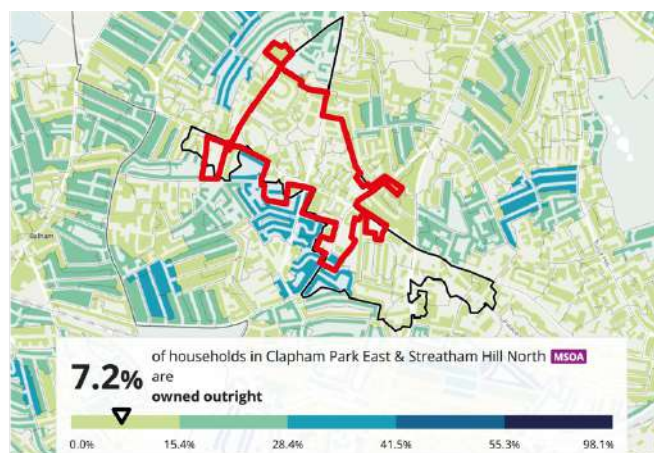 Balham
7.2%
of households in Clapham Park East & Streatham Hill North MSOA
are
owned outright
0.0% 15.4% 28.4% 41.5% 55.3% 98.1%